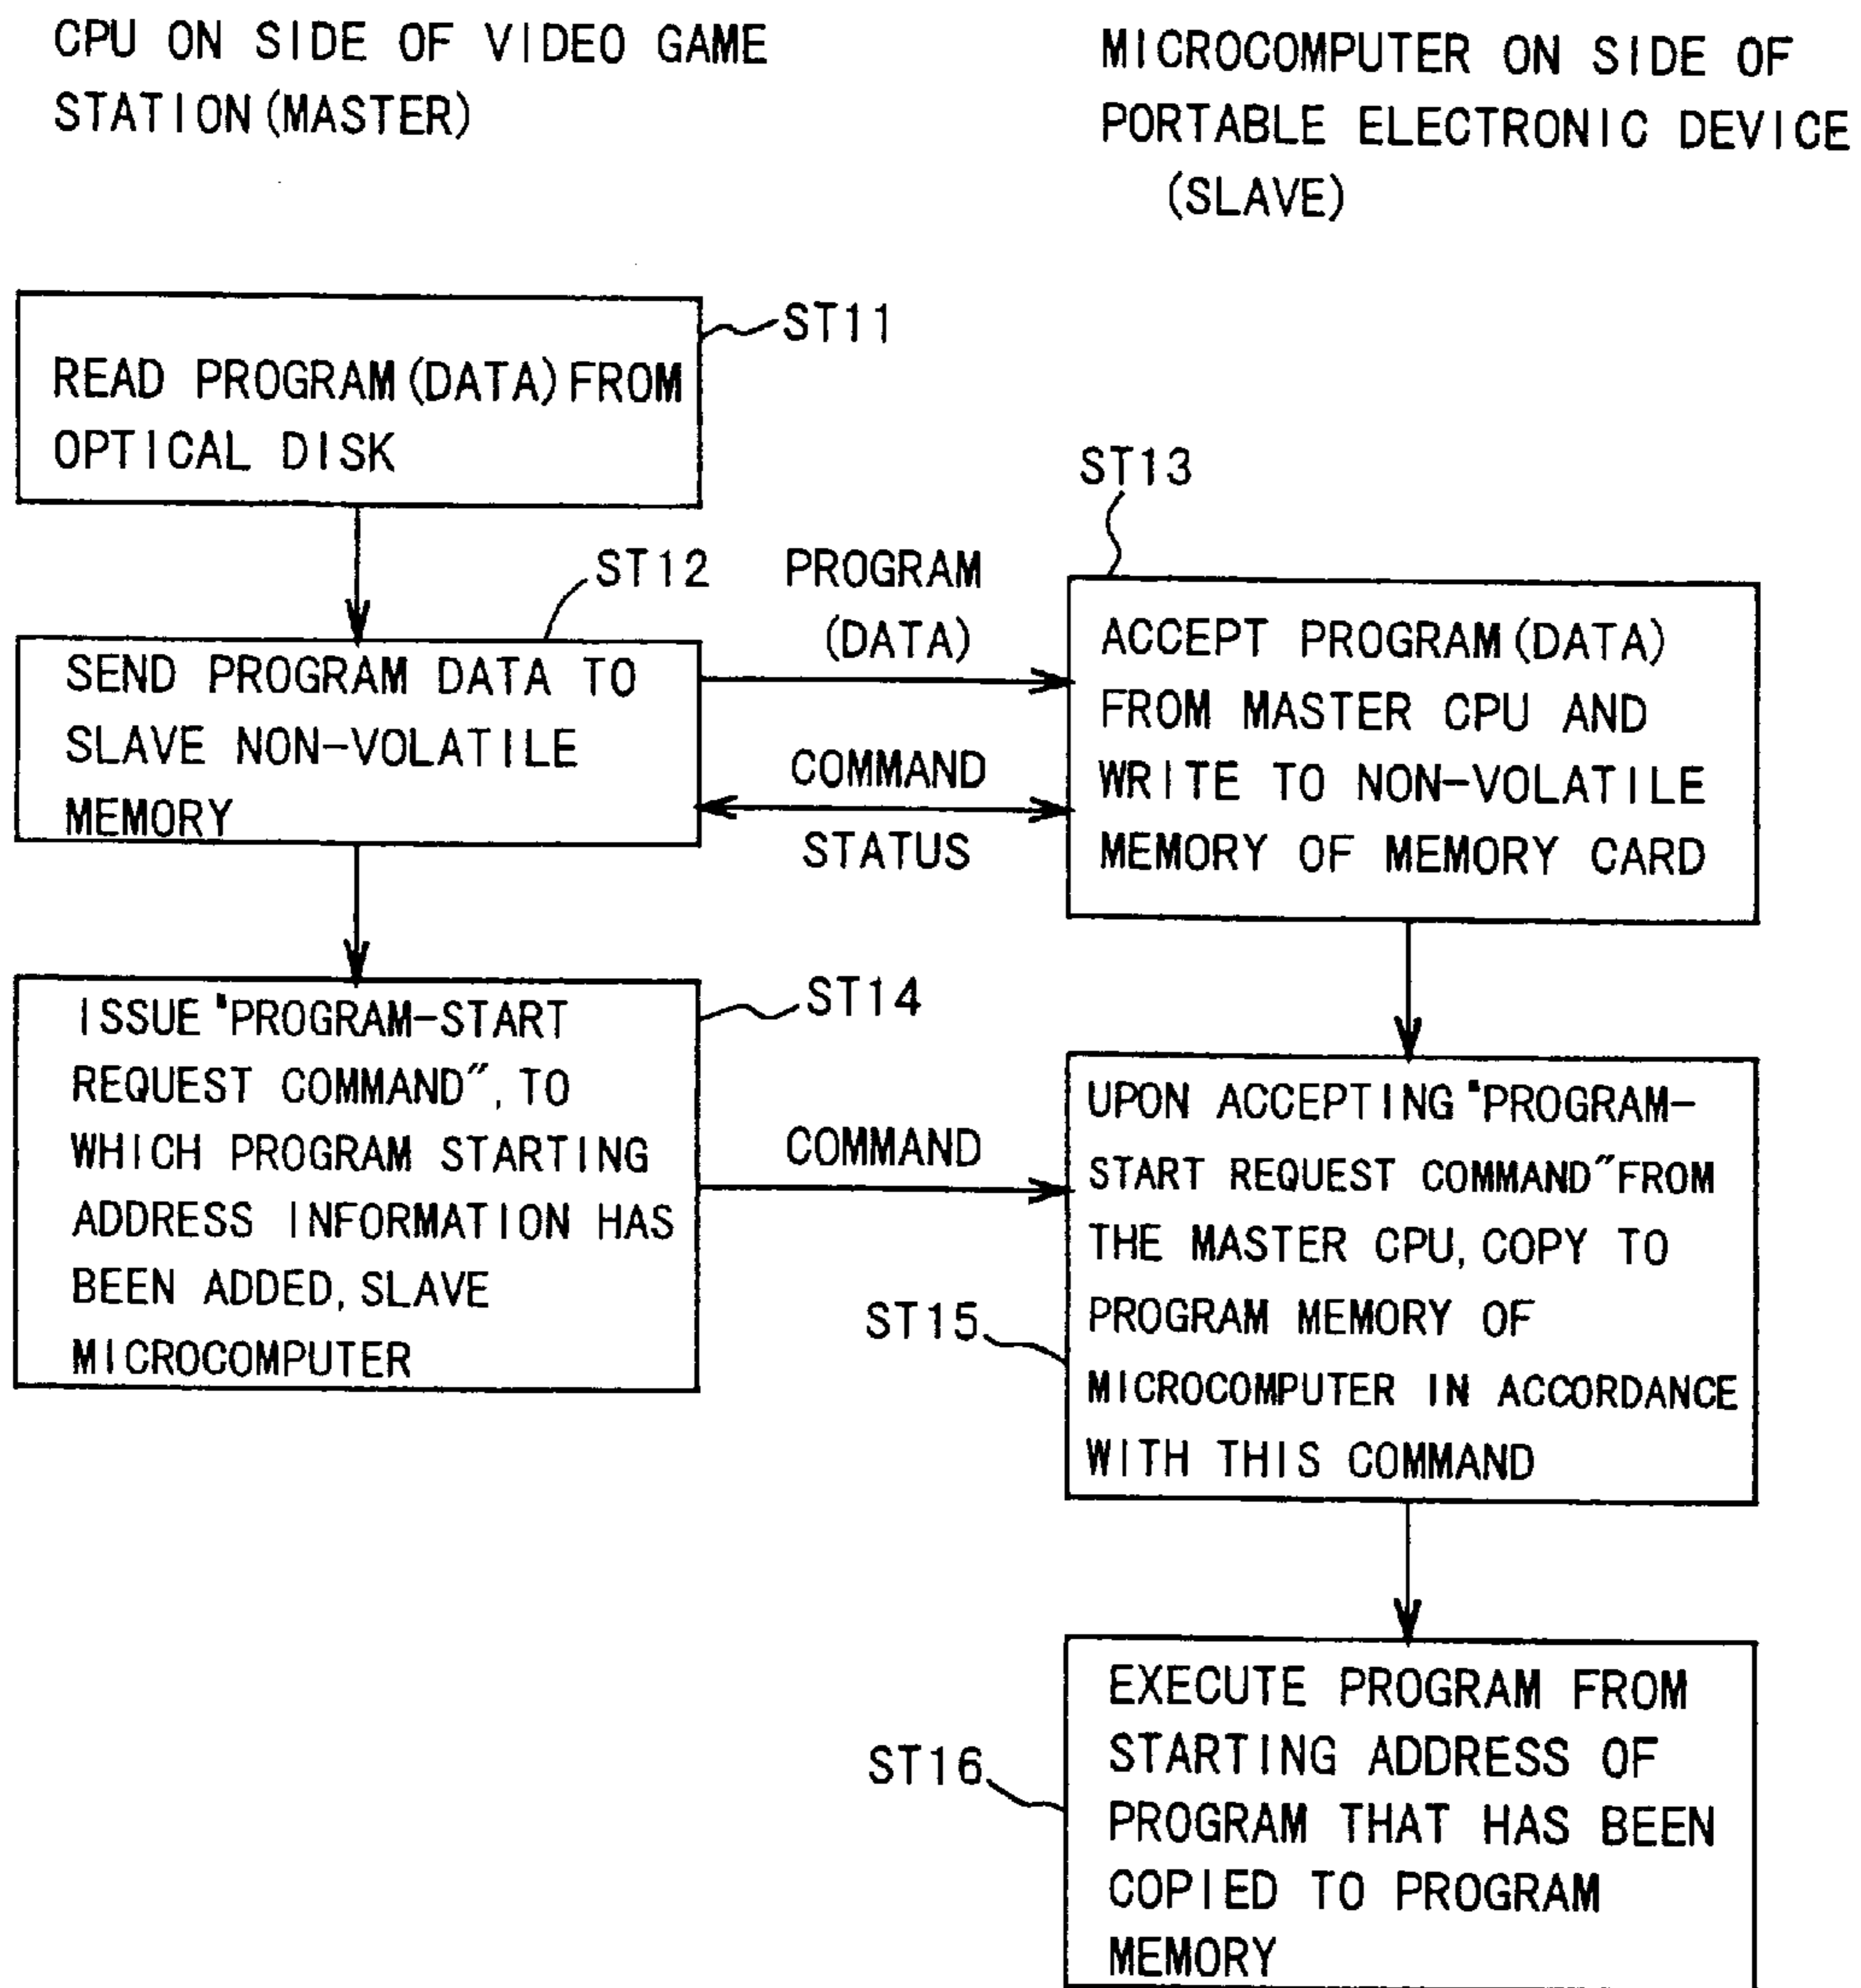 CPU ON SIDE OF VIDEO GAME
STATION(MASTER)
MICROCOMPUTER ON SIDE OF
PORTABLE ELECTRONIC DEVICE
(SLAVE)
ST11
READ PROGRAM(DATA)FROM
OPTICAL DISK
ST12
SEND PROGRAM DATA TO
SLAVE NON-VOLATILE
MEMORY
PROGRAM
(DATA)
COMMAND
STATUS
ST13
ACCEPT PROGRAM(DATA)
FROM MASTER CPU AND
WRITE TO NON-VOLATILE
MEMORY OF MEMORY CARD
ST14
ISSUE "PROGRAM-START
REQUEST COMMAND", TO
WHICH PROGRAM STARTING
ADDRESS INFORMATION HAS
BEEN ADDED, SLAVE
MICROCOMPUTER
COMMAND
ST15
UPON ACCEPTING "PROGRAM-
START REQUEST COMMAND"FROM
THE MASTER CPU, COPY TO
PROGRAM MEMORY OF
MICROCOMPUTER IN ACCORDANCE
WITH THIS COMMAND
ST16
EXECUTE PROGRAM FROM
STARTING ADDRESS OF
PROGRAM THAT HAS BEEN
COPIED TO PROGRAM
MEMORY